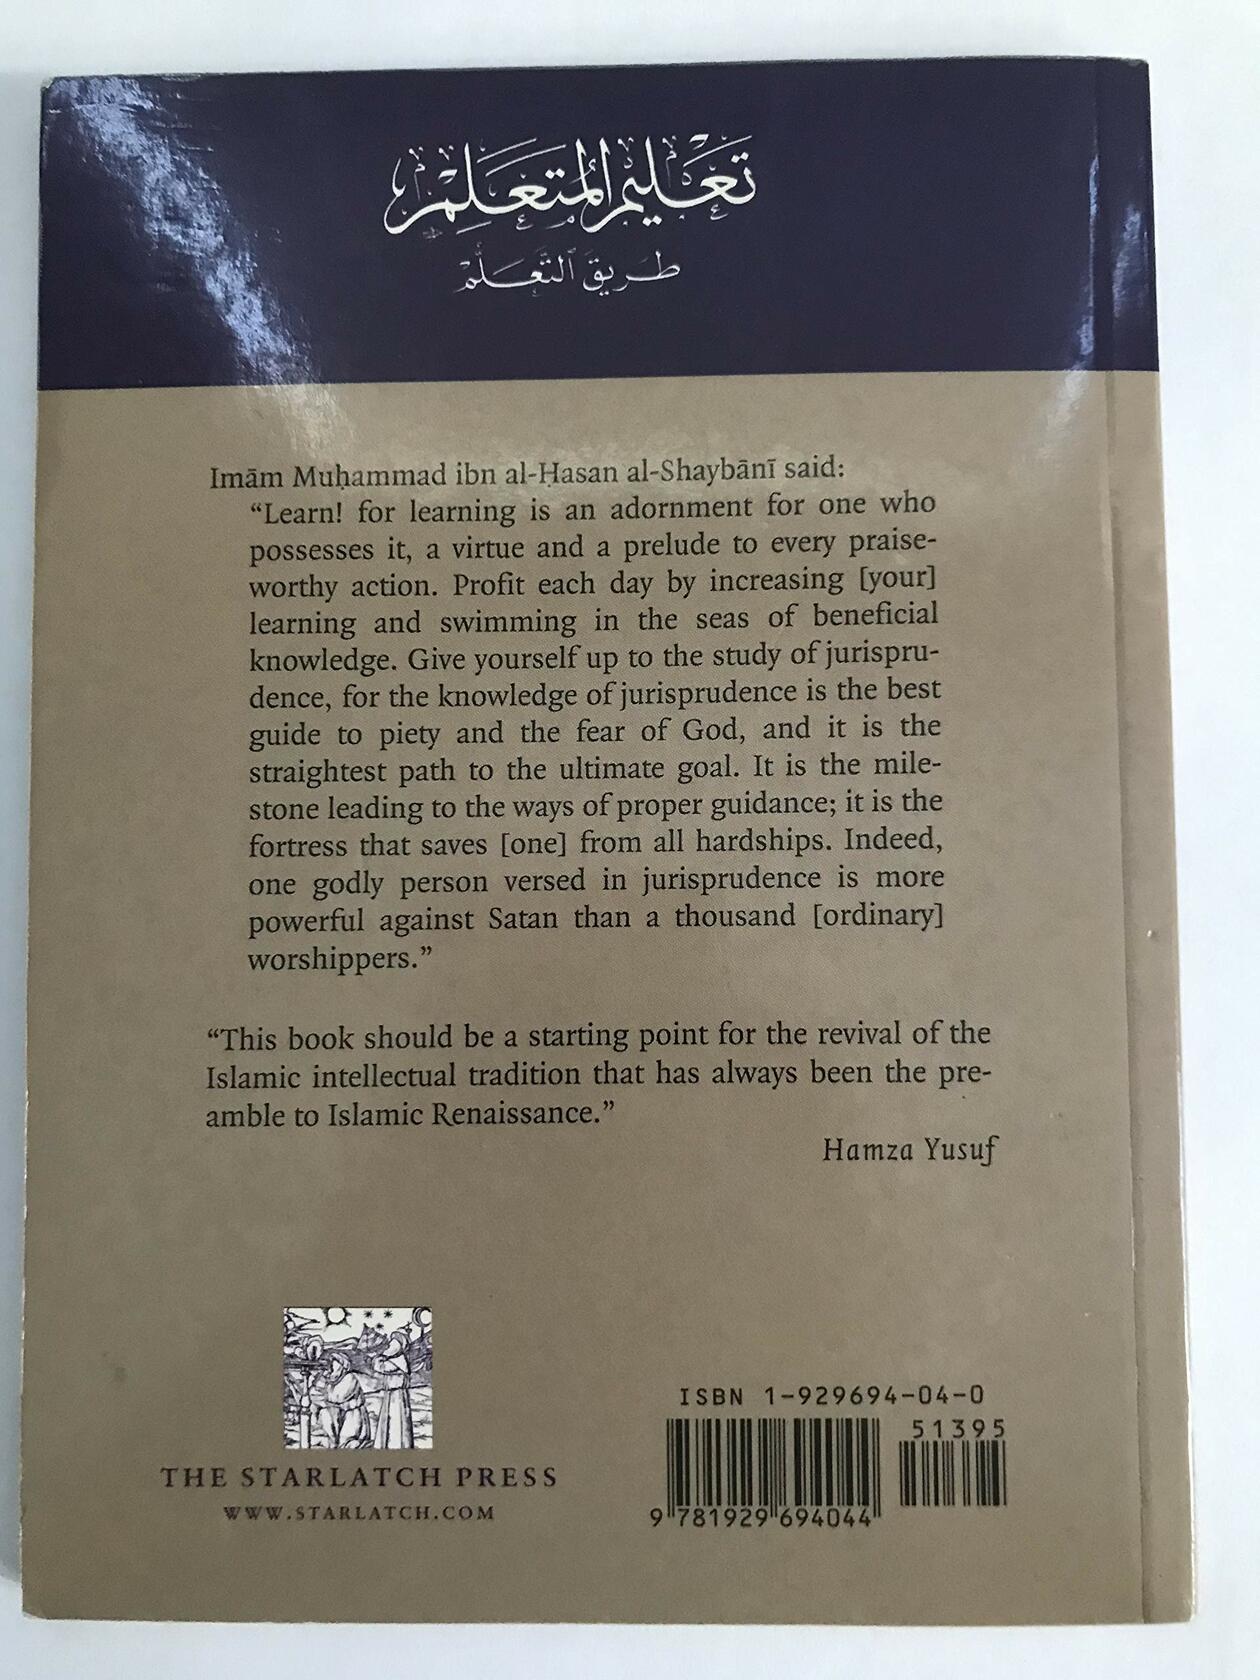 تَعْلِيمُ الْمُتَعَلِّمْ
طَرِيقَ التَّعَلُّمْ
Imām Muḥammad ibn al-Ḥasan al-Shaybānī said:
“Learn! for learning is an adornment for one who
possesses it, a virtue and a prelude to every praise-
worthy action. Profit each day by increasing [your]
learning and swimming in the seas of beneficial
knowledge. Give yourself up to the study of jurispru-
dence, for the knowledge of jurisprudence is the best
guide to piety and the fear of God, and it is the
straightest path to the ultimate goal. It is the mile-
stone leading to the ways of proper guidance; it is the
fortress that saves [one] from all hardships. Indeed,
one godly person versed in jurisprudence is more
powerful against Satan than a thousand [ordinary]
worshippers.”
“This book should be a starting point for the revival of the
Islamic intellectual tradition that has always been the pre-
amble to Islamic Renaissance.”
Hamza Yusuf
THE STARLATCH PRESS
WWW.STARLATCH.COM
ISBN 1-929694-04-0
51395
9 781929 694044